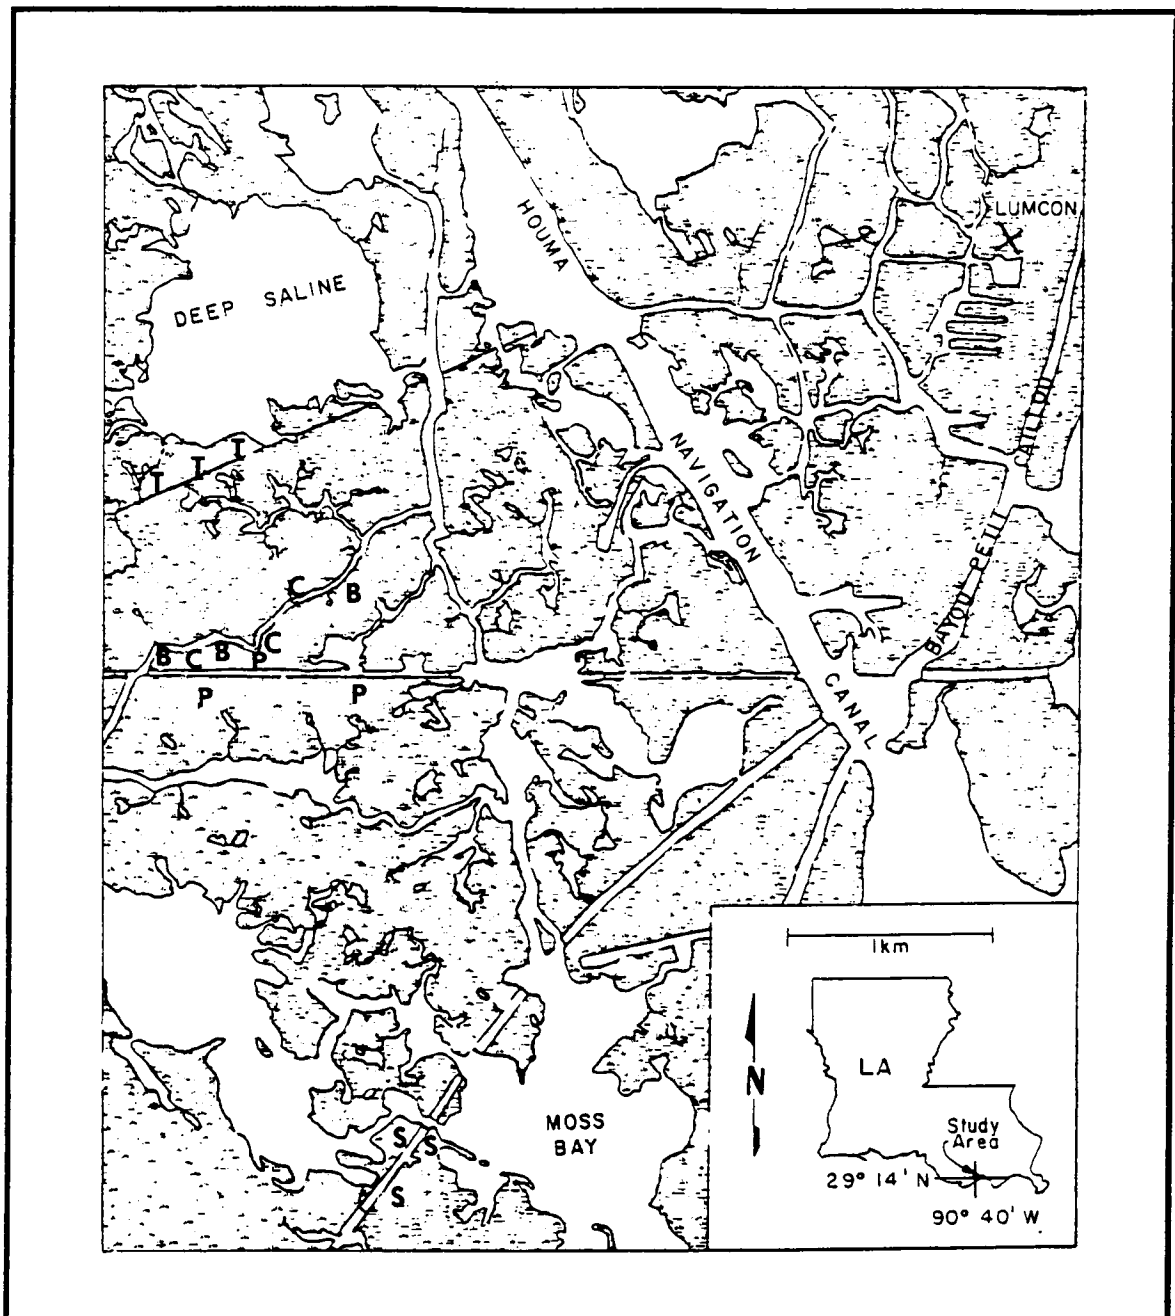 HOUMA
LUMCON
X
DEEP SALINE
CAILLOU
NAVIGATION
T T T
BAYOU PETIT
C B
B C B P C
P P
CANAL
1km
LA
N
MOSS
BAY
Study
Area
S S
S
29° 14' N
90° 40' W